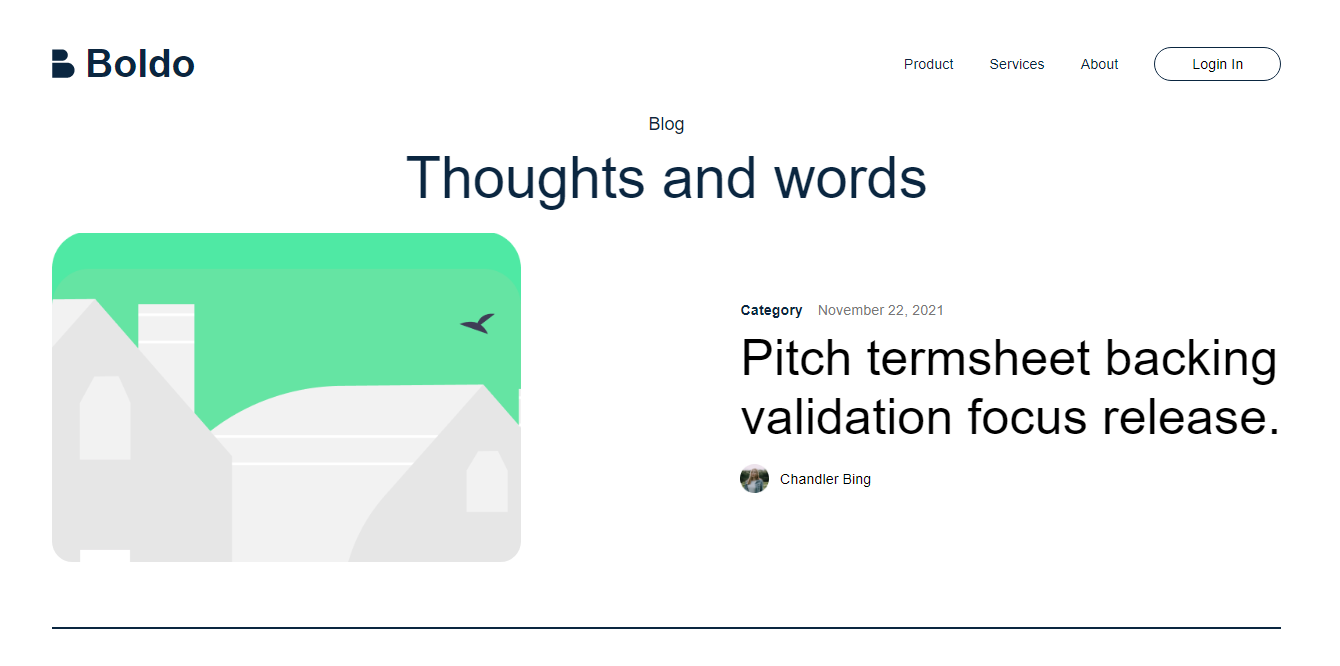 Boldo
Product Services About Login In
Blog
Thoughts and words
Category November 22, 2021
Pitch termsheet backing
validation focus release.
Chandler Bing